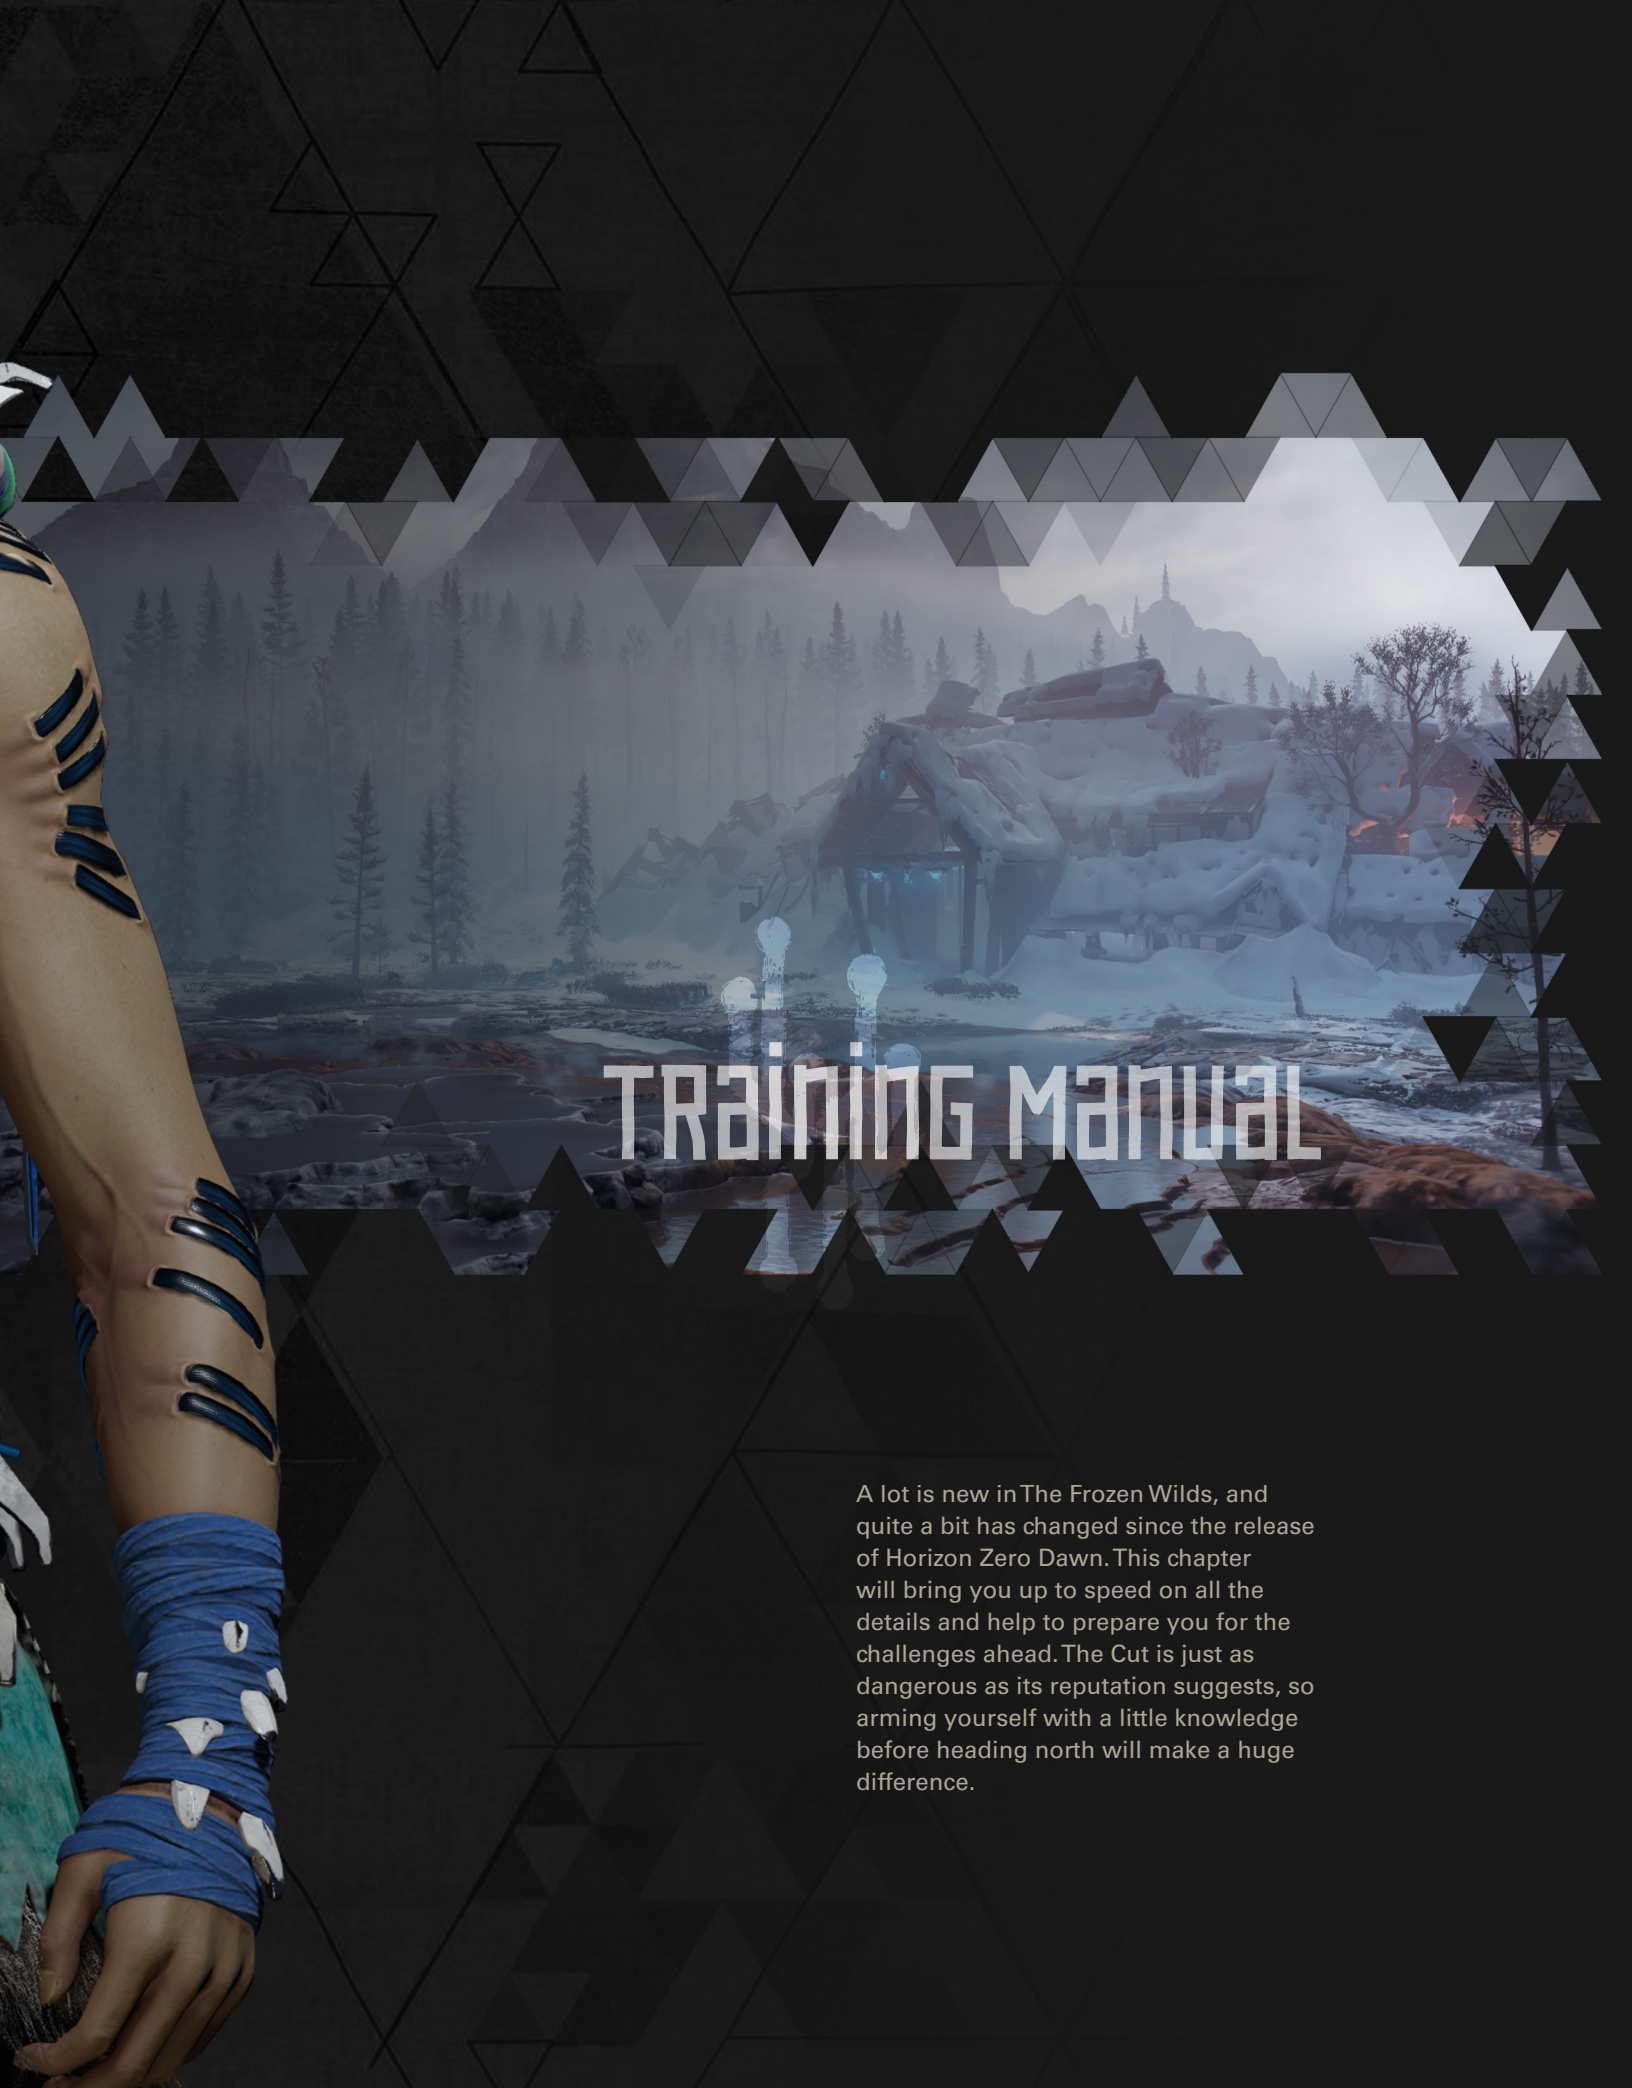 Training Manual
A lot is new in The Frozen Wilds, and
quite a bit has changed since the release
of Horizon Zero Dawn. This chapter
will bring you up to speed on all the
details and help to prepare you for the
challenges ahead. The Cut is just as
dangerous as its reputation suggests, so
arming yourself with a little knowledge
before heading north will make a huge
difference.